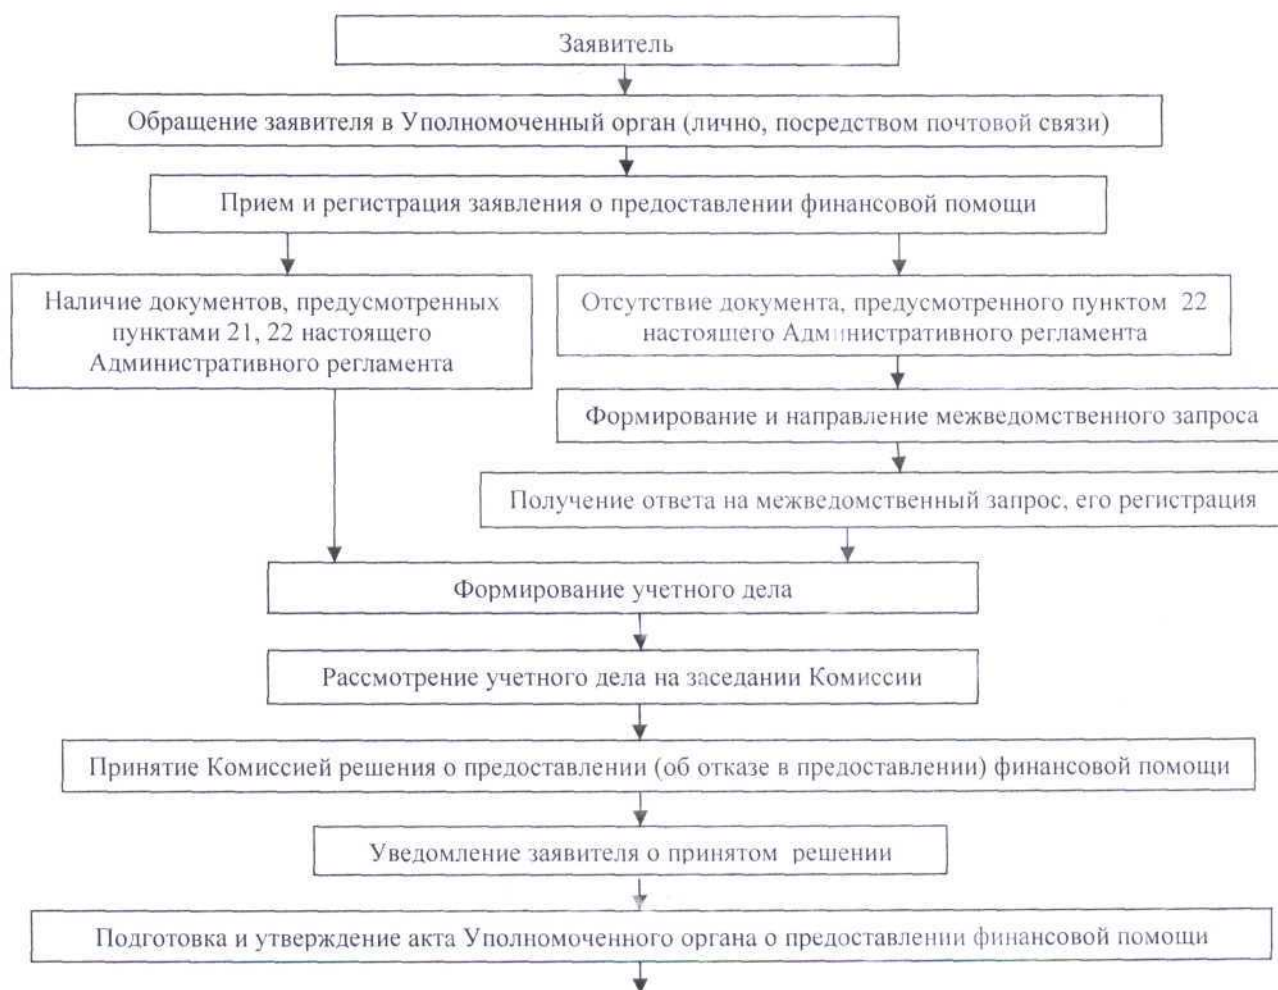 Заявитель
Обращение заявителя в Уполномоченный орган (лично, посредством почтовой связи)
Прием и регистрация заявления о предоставлении финансовой помощи
Наличие документов, предусмотренных
пунктами 21, 22 настоящего
Административного регламента
Отсутствие документа, предусмотренного пунктом 22
настоящего Административного регламента
Формирование и направление межведомственного запроса
Получение ответа на межведомственный запрос, его регистрация
Формирование учетного дела
Рассмотрение учетного дела на заседании Комиссии
Принятие Комиссией решения о предоставлении (об отказе в предоставлении) финансовой помощи
Уведомление заявителя о принятом решении
Подготовка и утверждение акта Уполномоченного органа о предоставлении финансовой помощи